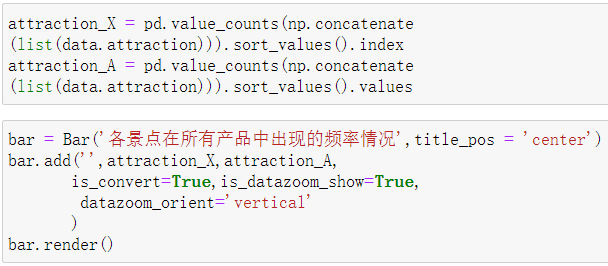 attraction_X = pd.value_counts(np.concatenate
(list(data.attraction))).sort_values().index
attraction_A = pd.value_counts(np.concatenate
(list(data.attraction))).sort_values().values
bar = Bar('各景点在所有产品中出现的频率情况',title_pos = 'center')
bar.add('',attraction_X,attraction_A,
is_convert=True,is_datazoom_show=True,
datazoom_orient='vertical'
)
bar.render()